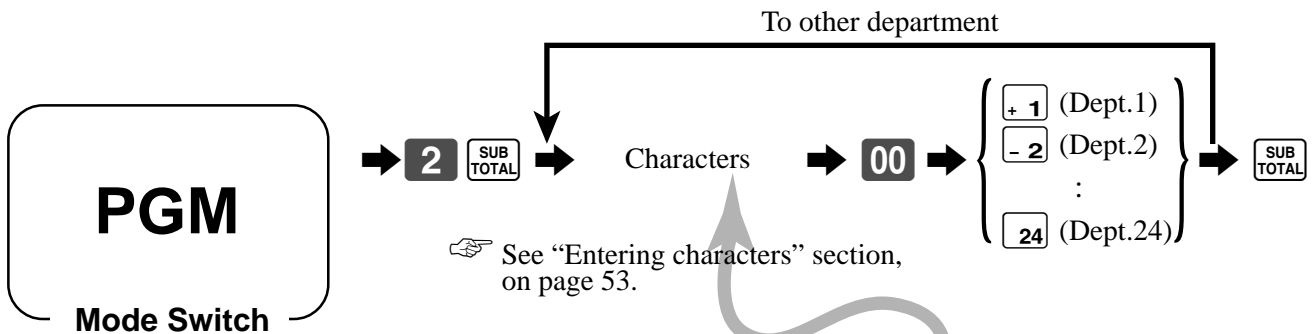 To other department
PGM
Mode Switch
2 SUB TOTAL Characters 00
+ 1 (Dept.1)
- 2 (Dept.2)
:
24 (Dept.24)
SUB TOTAL
☞ See “Entering characters” section,
on page 53.